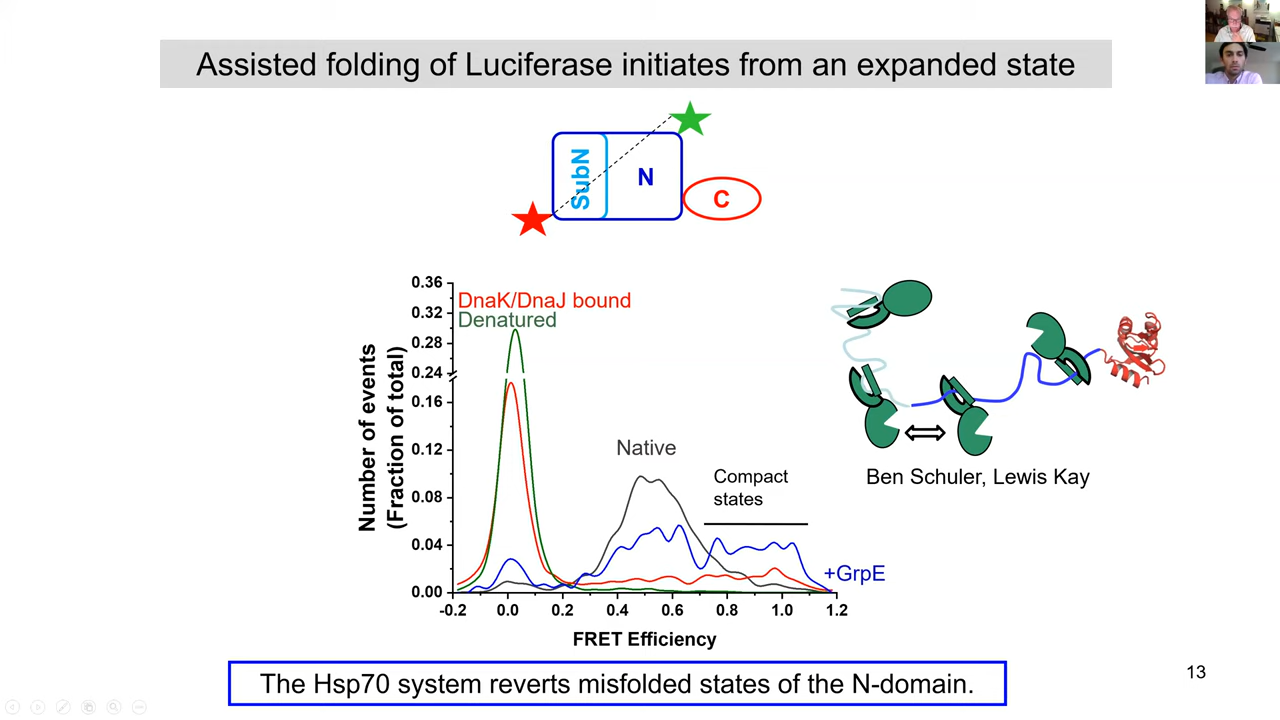 Assisted folding of Luciferase initiates from an expanded state
SubN
N
C
Number of events
(Fraction of total)
0.36
0.32
0.28
0.24
0.16
0.12
0.08
0.04
0.00
DnaK/DnaJ bound
Denatured
Native
Compact
states
+GrpE
-0.2 0.0 0.2 0.4 0.6 0.8 1.0 1.2
FRET Efficiency
Ben Schuler, Lewis Kay
The Hsp70 system reverts misfolded states of the N-domain.
13